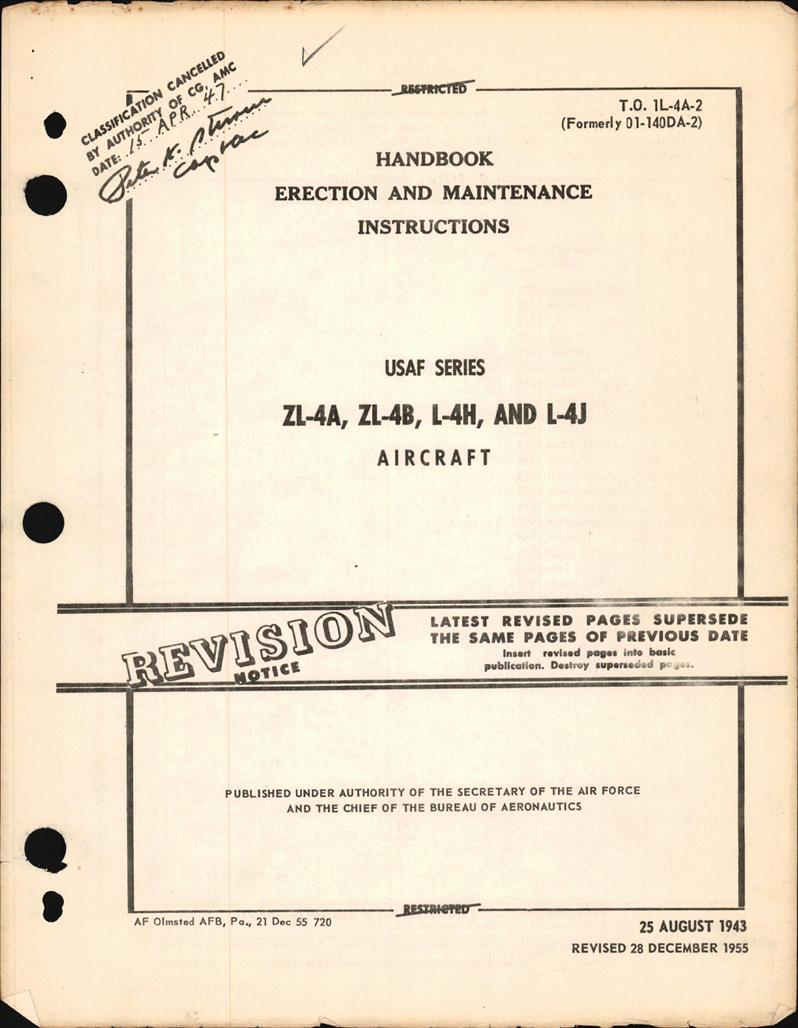 CLASSIFICATION CANCELLED
BY AUTHORITY OF CG, AMC
DATE: 15 APR 47
Peter K.
RESTRICTED
T.O. 1L-4A-2
(Formerly 01-140DA-2)
HANDBOOK
ERECTION AND MAINTENANCE
INSTRUCTIONS
USAF SERIES
ZL-4A, ZL-4B, L-4H, AND L-4J
AIRCRAFT
REVISION
NOTICE
LATEST REVISED PAGES SUPERSEDE
THE SAME PAGES OF PREVIOUS DATE
Insert revised pages into basic
publication. Destroy superseded pages.
PUBLISHED UNDER AUTHORITY OF THE SECRETARY OF THE AIR FORCE
AND THE CHIEF OF THE BUREAU OF AERONAUTICS
RESTRICTED
AF Olmsted AFB, Pa., 21 Dec 55 720
25 AUGUST 1943
REVISED 28 DECEMBER 1955